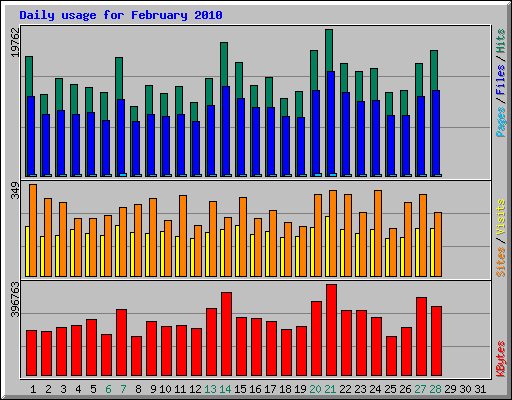 Daily usage for February 2010
19762
Pages / Files / Hits
349
Sites / Visits
396763
KBytes
1 2 3 4 5 6 7 8 9 10 11 12 13 14 15 16 17 18 19 20 21 22 23 24 25 26 27 28 29 30 31